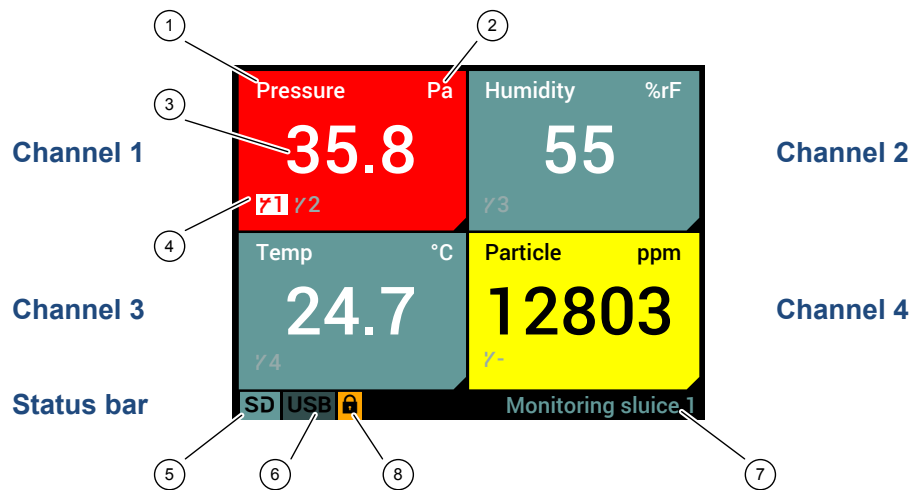 1
2
Pressure Pa
Humidity %rF
3
35.8
55
Channel 1
Channel 2
1 2
3
4
Temp °C
Particle ppm
24.7
12803
Channel 3
Channel 4
4
-
Status bar
SD USB
Monitoring sluice 1
5
6
8
7